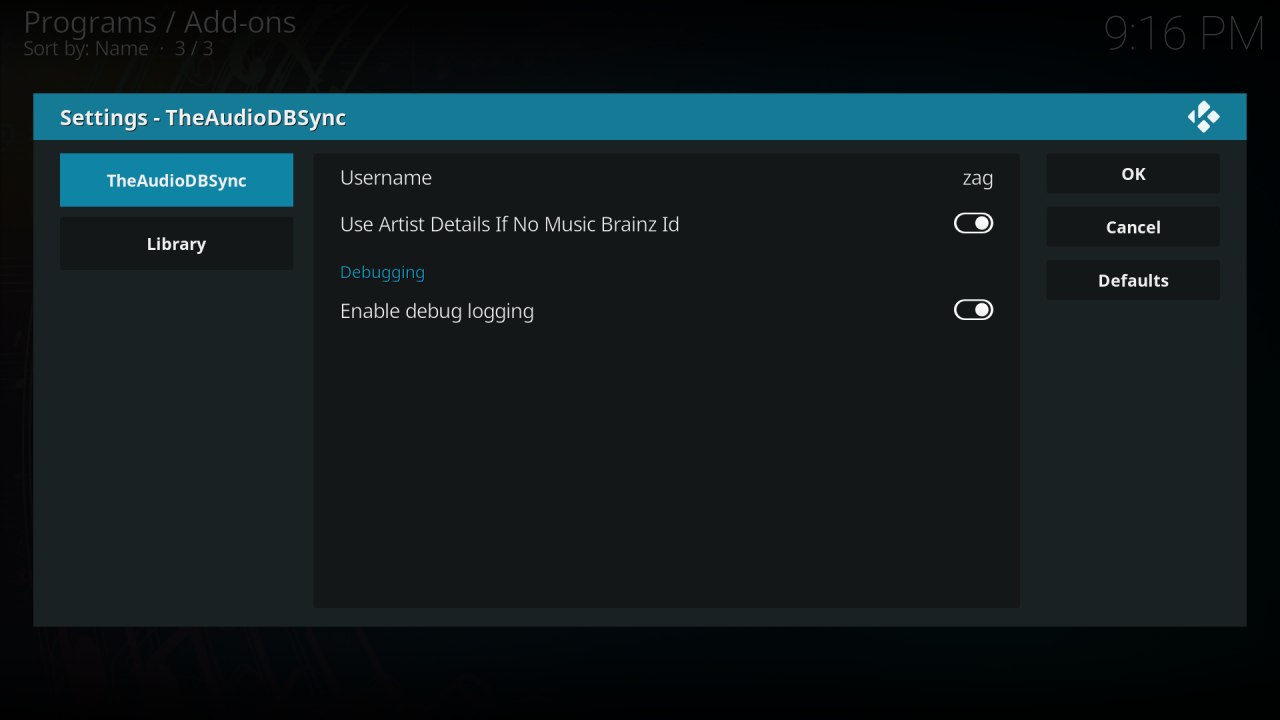 Programs / Add-ons
Sort by: Name · 3 / 3
9:16 PM
Settings - TheAudioDBSync
TheAudioDBSync
Library
Username
zag
Use Artist Details If No Music Brainz Id
Debugging
Enable debug logging
OK
Cancel
Defaults